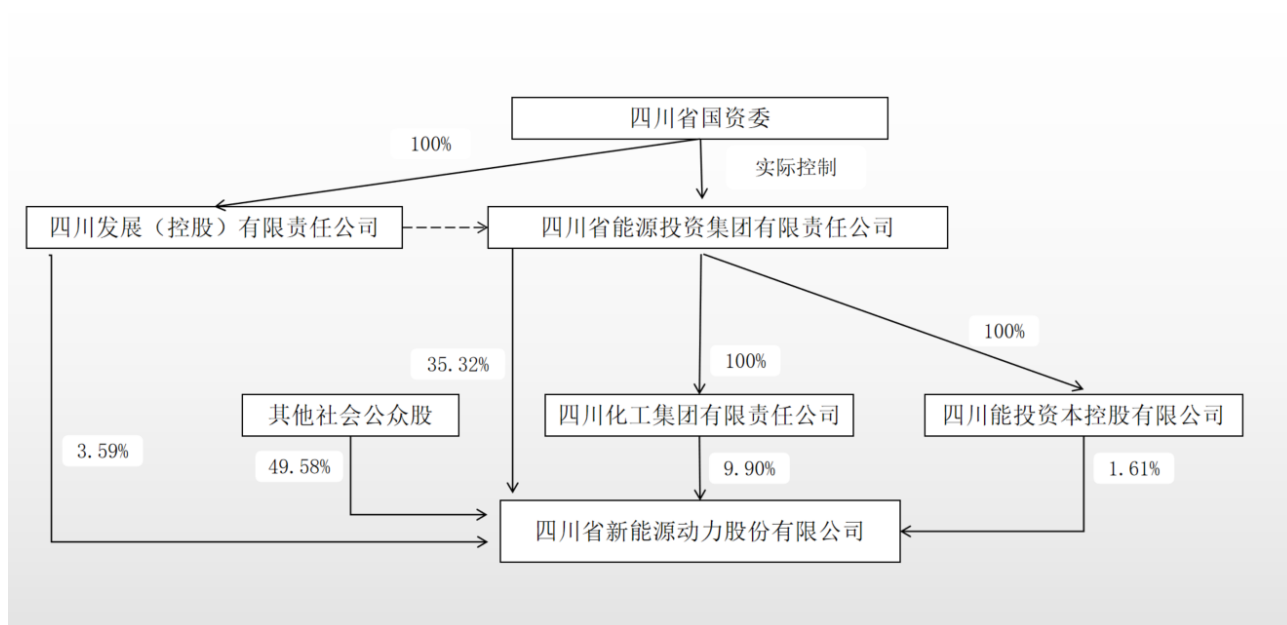 四川省国资委
100%
实际控制
四川发展（控股）有限责任公司
四川省能源投资集团有限责任公司
100%
35.32%
100%
其他社会公众股
四川化工集团有限责任公司
四川能投资本控股有限公司
3.59%
49.58%
9.90%
1.61%
四川省新能源动力股份有限公司